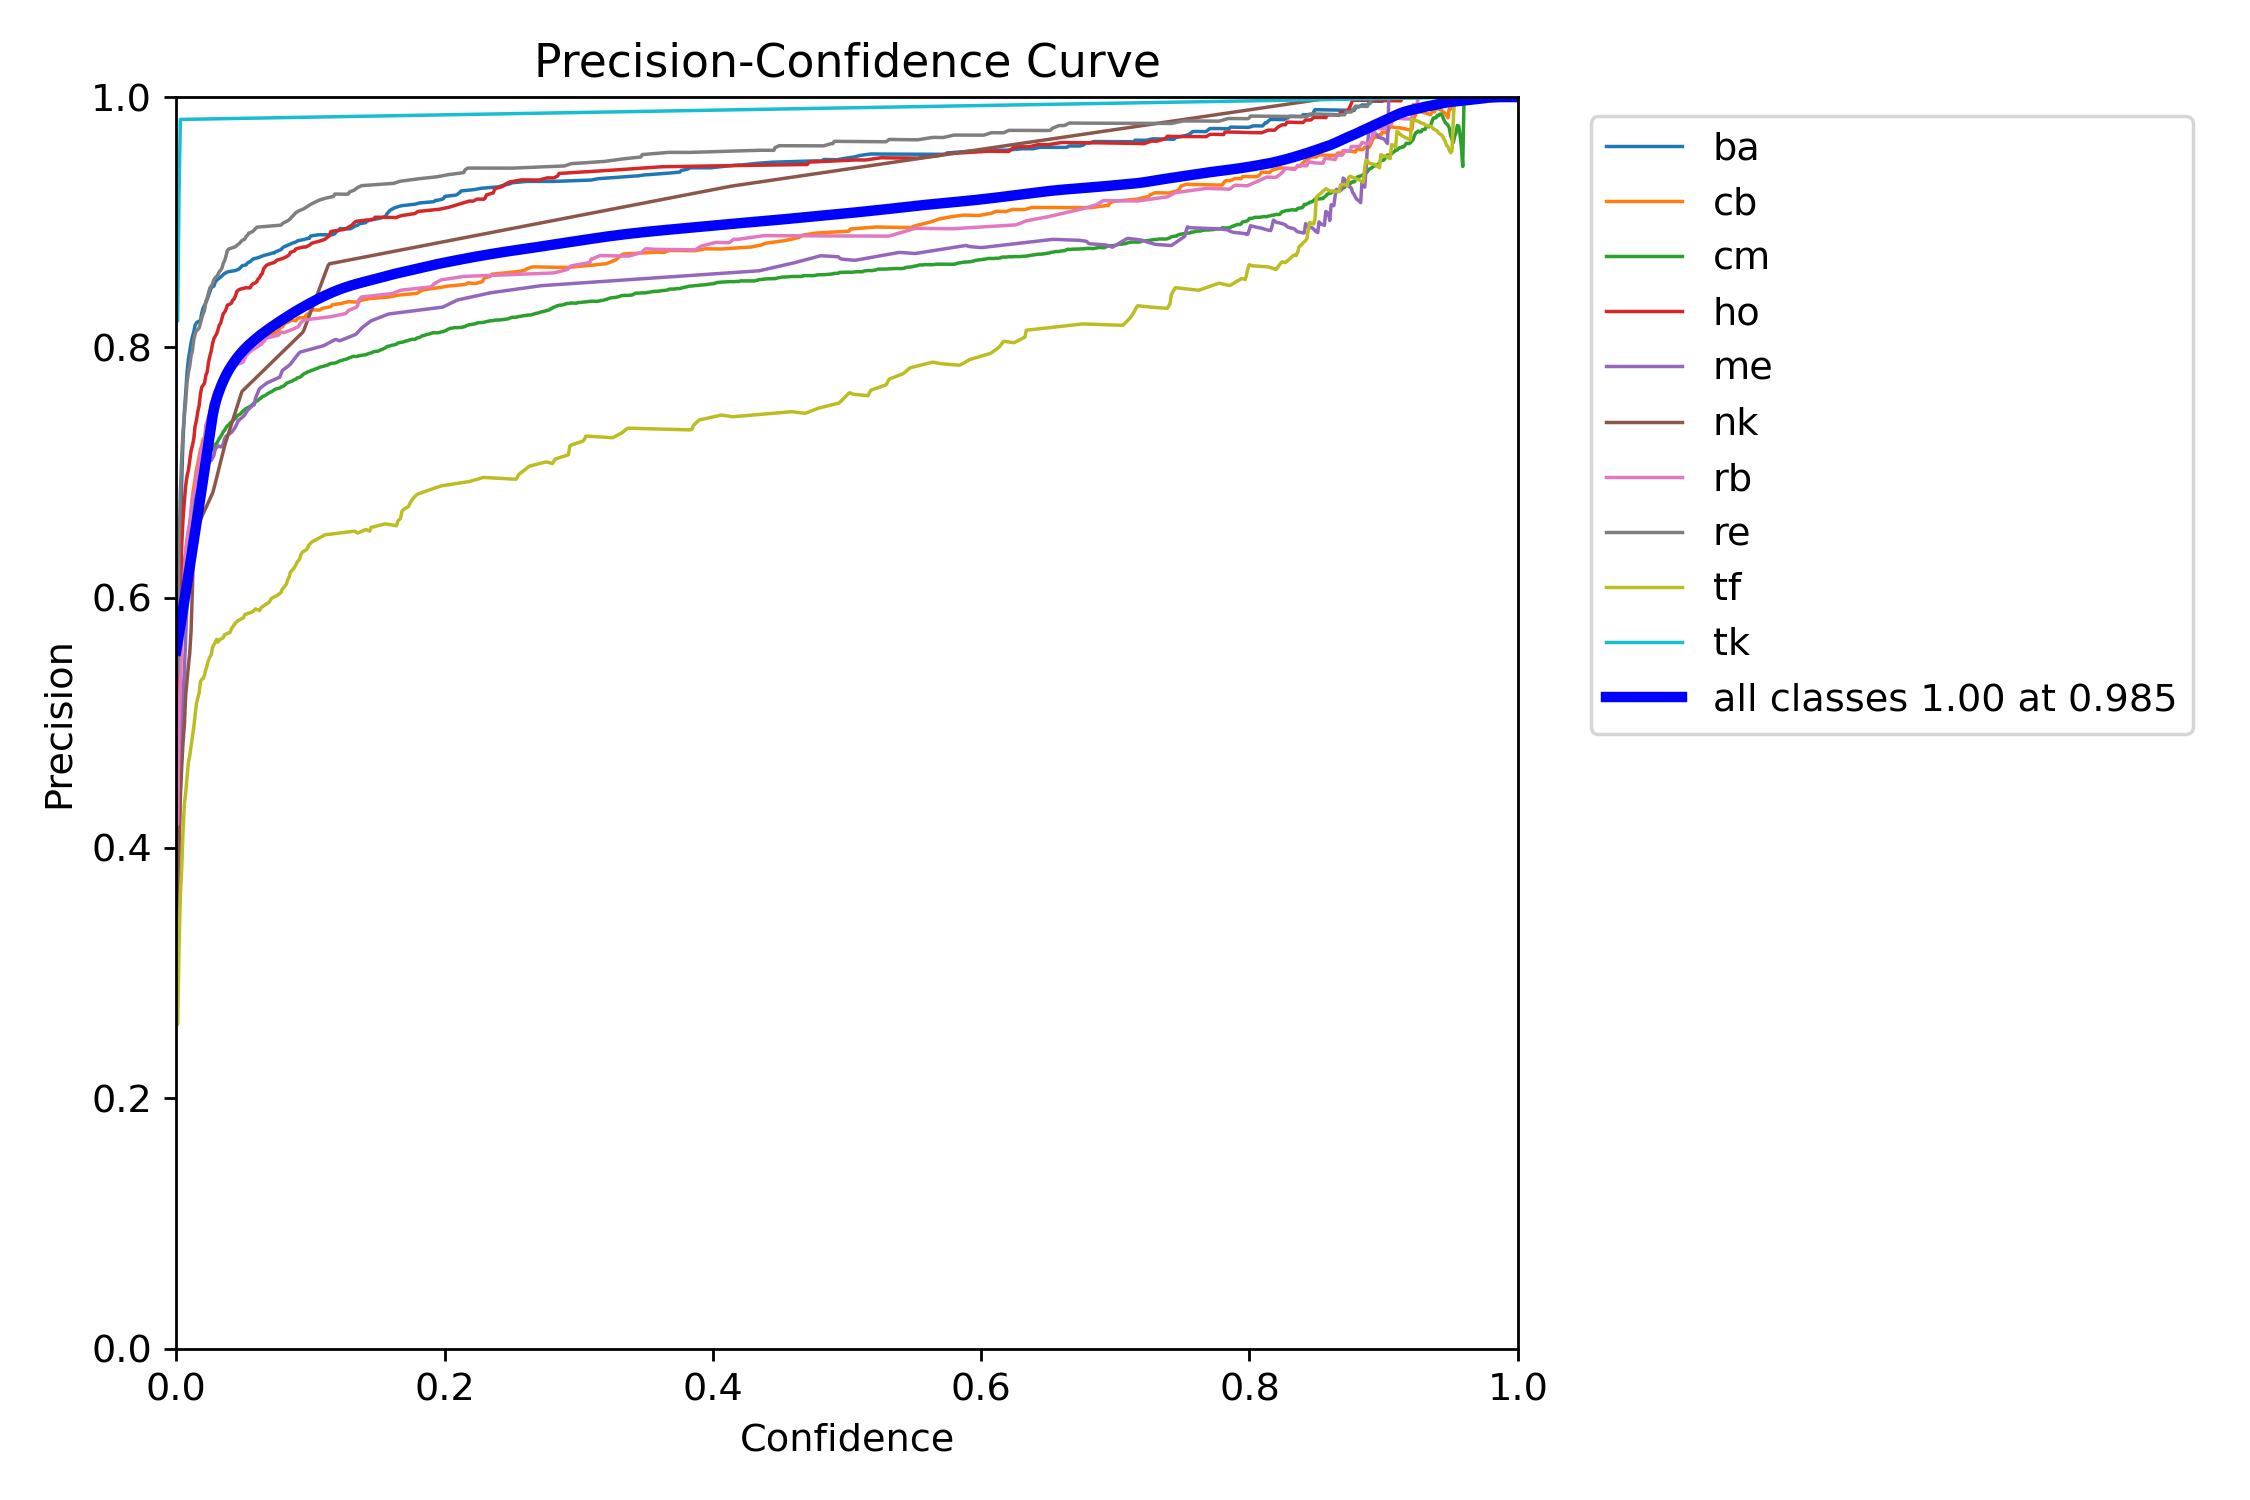 Precision-Confidence Curve
1.0
0.8
0.6
0.4
0.2
0.0
Precision
0.0 0.2 0.4 0.6 0.8 1.0
Confidence
ba
cb
cm
ho
me
nk
rb
re
tf
tk
all classes 1.00 at 0.985